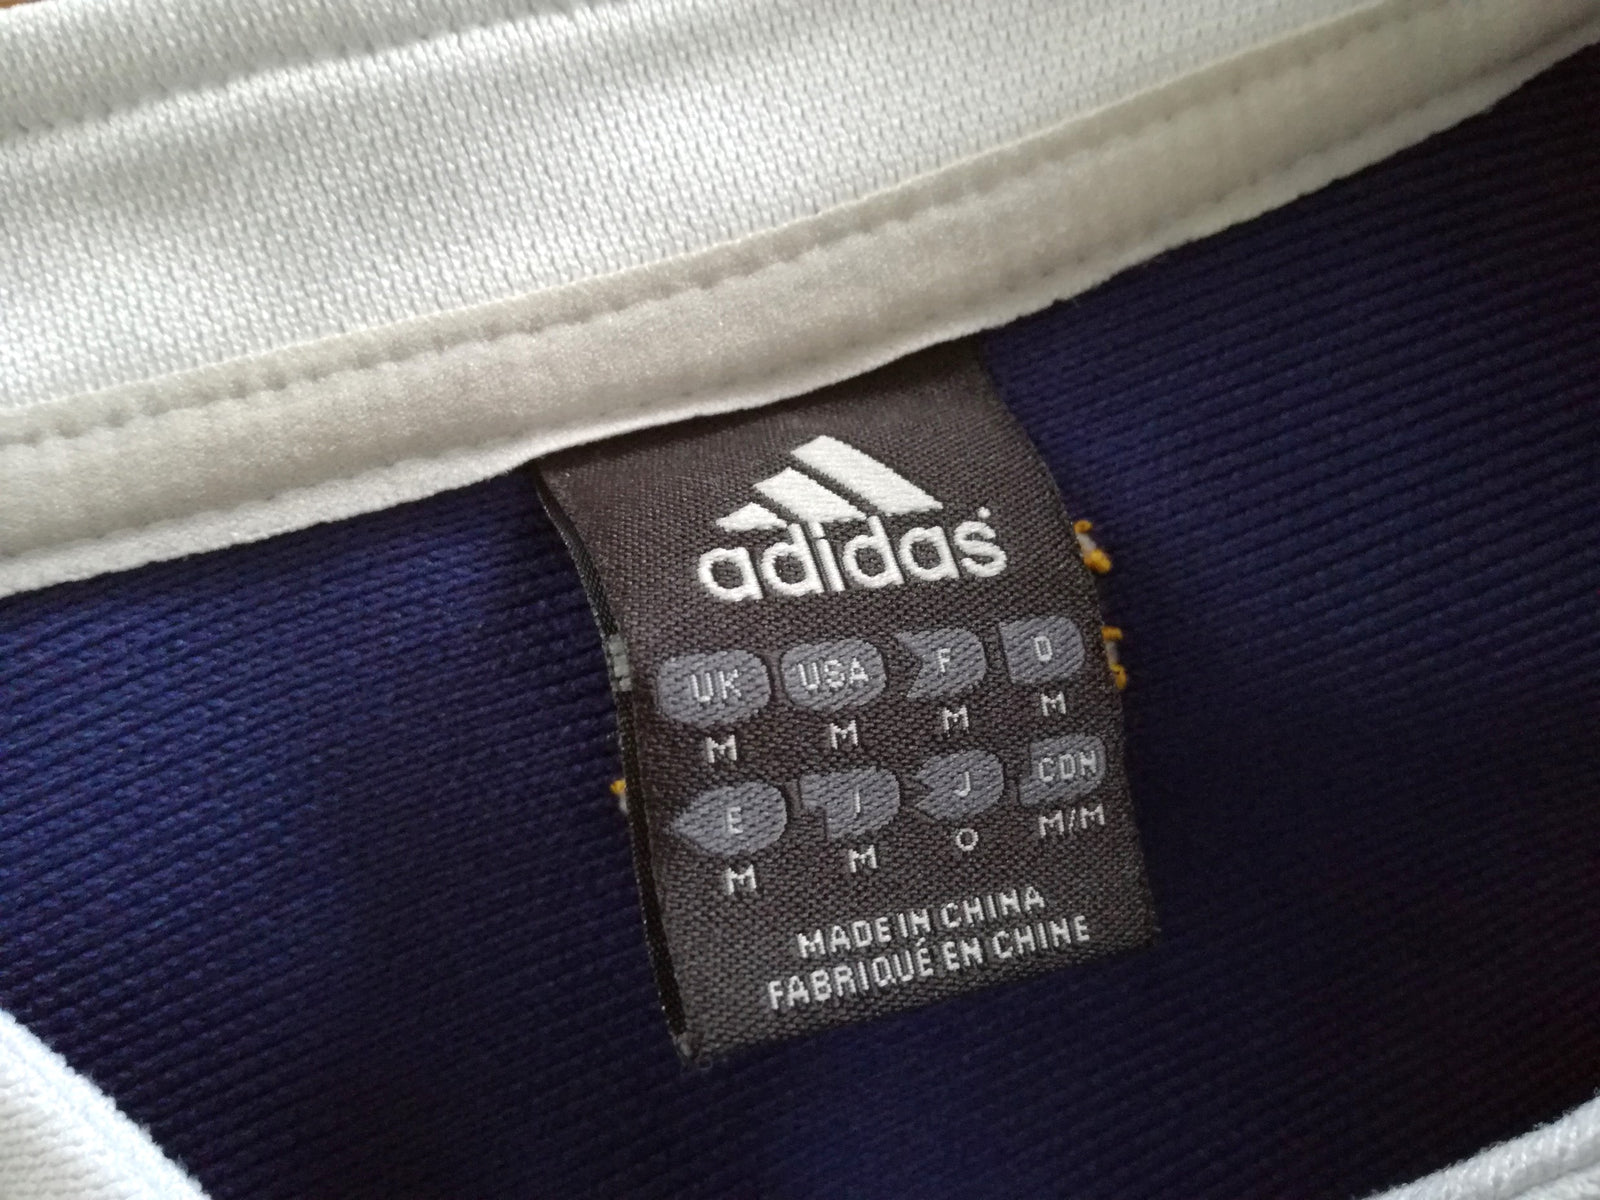 adidas
UK USA F D
M M M M
E I J CDN
M M O M/M
MADE IN CHINA
FABRIQUÉ EN CHINE